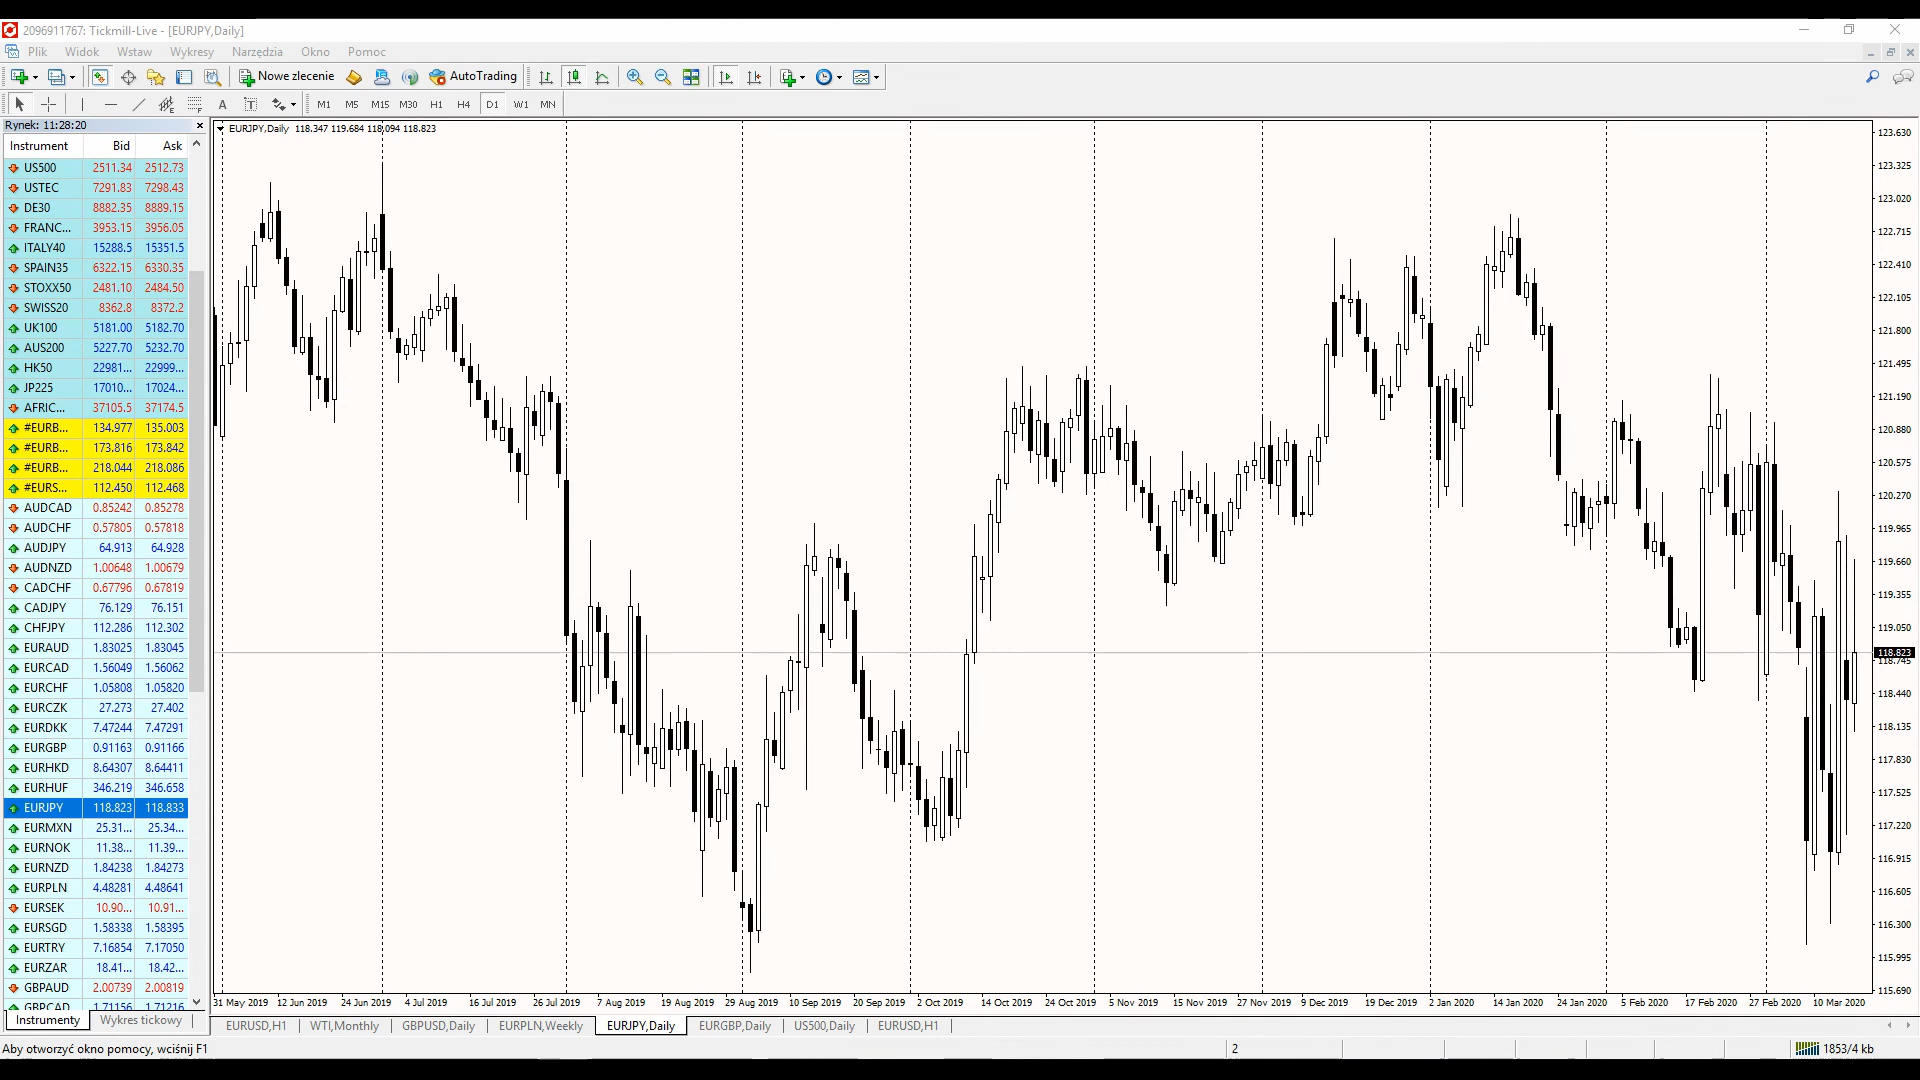 2096911767: Tickmill-Live - [EURJPY,Daily]
Plik Widok Wstaw Wykresy Narzędzia Okno Pomoc
Nowe zlecenie AutoTrading
A T M1 M5 M15 M30 H1 H4 D1 W1 MN
Rynek: 11:28:20
Instrument Bid Ask
US500 2511.34 2512.73
USTEC 7291.83 7298.43
DE30 8882.35 8889.15
FRANC... 3953.15 3956.05
ITALY40 15288.5 15351.5
SPAIN35 6322.15 6330.35
STOXX50 2481.10 2484.50
SWISS20 8362.8 8372.2
UK100 5181.00 5182.70
AUS200 5227.70 5232.70
HK50 22981... 22999...
JP225 17010... 17024...
AFRIC... 37105.5 37174.5
#EURB... 134.977 135.003
#EURB... 173.816 173.842
#EURB... 218.044 218.086
#EURS... 112.450 112.468
AUDCAD 0.85242 0.85278
AUDCHF 0.57805 0.57818
AUDJPY 64.913 64.928
AUDNZD 1.00648 1.00679
CADCHF 0.67796 0.67819
CADJPY 76.129 76.151
CHFJPY 112.286 112.302
EURAUD 1.83025 1.83045
EURCAD 1.56049 1.56062
EURCHF 1.05808 1.05820
EURCZK 27.273 27.402
EURDKK 7.47244 7.47291
EURGBP 0.91163 0.91166
EURHKD 8.64307 8.64411
EURHUF 346.219 346.658
EURJPY 118.823 118.833
EURMXN 25.31... 25.34...
EURNOK 11.38... 11.39...
EURNZD 1.84238 1.84273
EURPLN 4.48281 4.48641
EURSEK 10.90... 10.91...
EURSGD 1.58338 1.58395
EURTRY 7.16854 7.17050
EURZAR 18.41... 18.42...
GBPAUD 2.00739 2.00819
GBPCAD 1.71156 1.71216
Instrumenty Wykres tickowy
EURJPY,Daily 118.347 119.684 118.094 118.823
123.630
123.325
123.020
122.715
122.410
122.105
121.800
121.495
121.190
120.880
120.575
120.270
119.965
119.660
119.355
119.050
118.823
118.745
118.440
118.135
117.830
117.525
117.220
116.915
116.605
116.300
115.995
115.690
31 May 2019 12 Jun 2019 24 Jun 2019 4 Jul 2019 16 Jul 2019 26 Jul 2019 7 Aug 2019 19 Aug 2019 29 Aug 2019 10 Sep 2019 20 Sep 2019 2 Oct 2019 14 Oct 2019 24 Oct 2019 5 Nov 2019 15 Nov 2019 27 Nov 2019 9 Dec 2019 19 Dec 2019 2 Jan 2020 14 Jan 2020 24 Jan 2020 5 Feb 2020 17 Feb 2020 27 Feb 2020 10 Mar 2020
EURUSD,H1 WTI,Monthly GBPUSD,Daily EURPLN,Weekly EURJPY,Daily EURGBP,Daily US500,Daily EURUSD,H1
Aby otworzyć okno pomocy, wciśnij F1 2 1853/4 kb